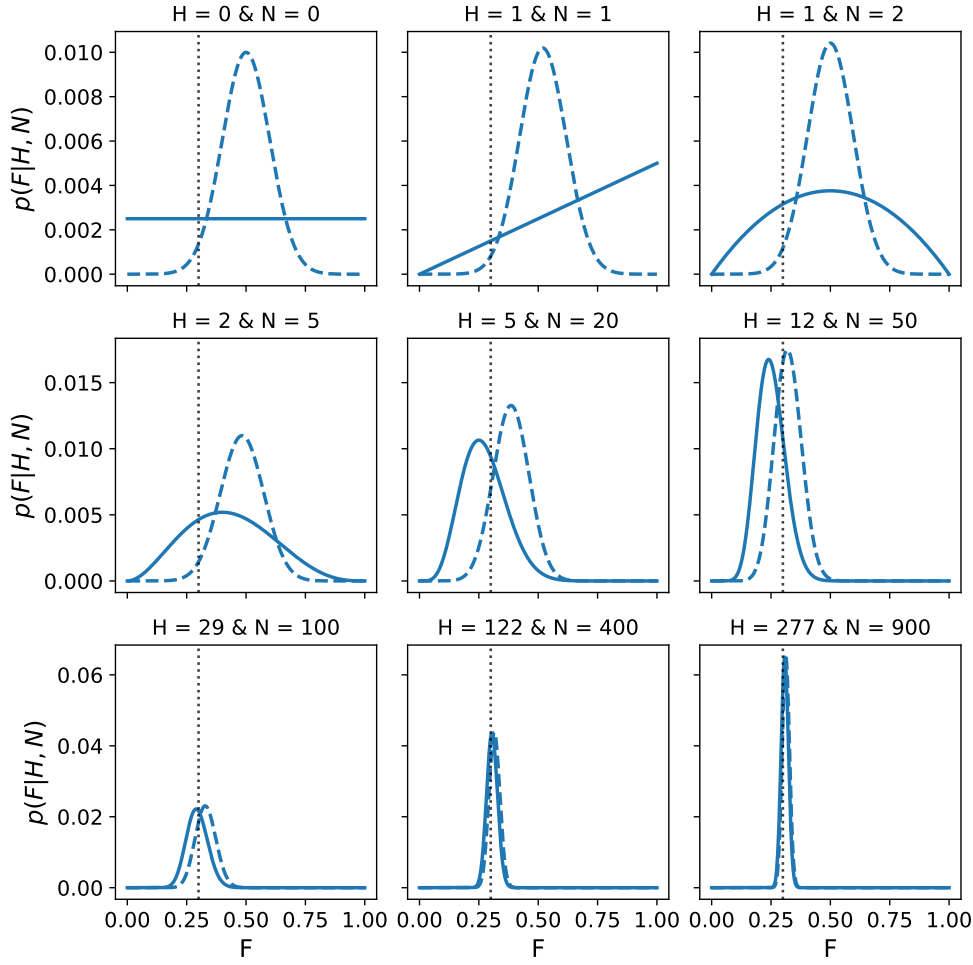 H = 0 & N = 0
H = 1 & N = 1
H = 1 & N = 2
0.010
0.008
0.006
0.004
0.002
0.000
p(F|H, N)
H = 2 & N = 5
H = 5 & N = 20
H = 12 & N = 50
0.015
0.010
0.005
0.000
p(F|H, N)
H = 29 & N = 100
H = 122 & N = 400
H = 277 & N = 900
0.06
0.04
0.02
0.00
p(F|H, N)
0.00 0.25 0.50 0.75 1.00
0.00 0.25 0.50 0.75 1.00
0.00 0.25 0.50 0.75 1.00
F
F
F